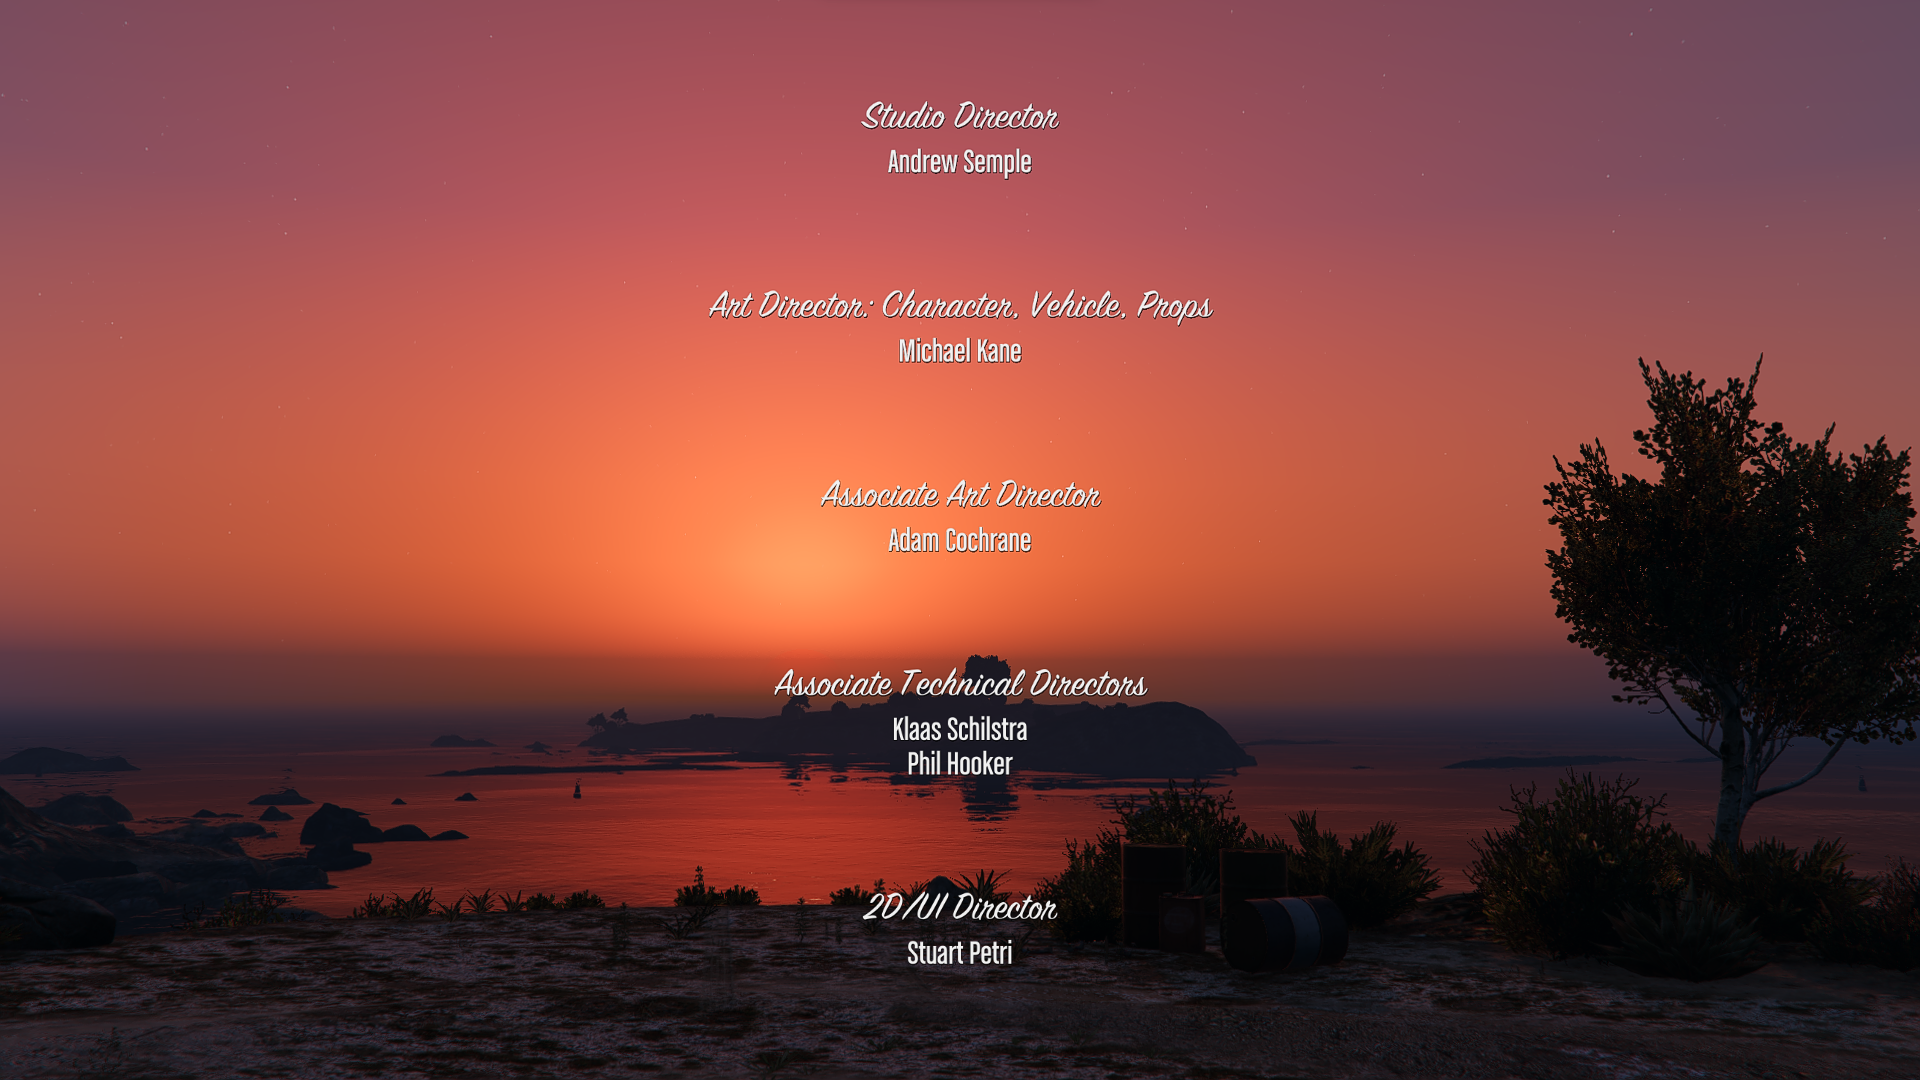 Studio Director
Andrew Semple
Art Director: Character, Vehicle, Props
Michael Kane
Associate Art Director
Adam Cochrane
Associate Technical Directors
Klaas Schilstra
Phil Hooker
2D/UI Director
Stuart Petri